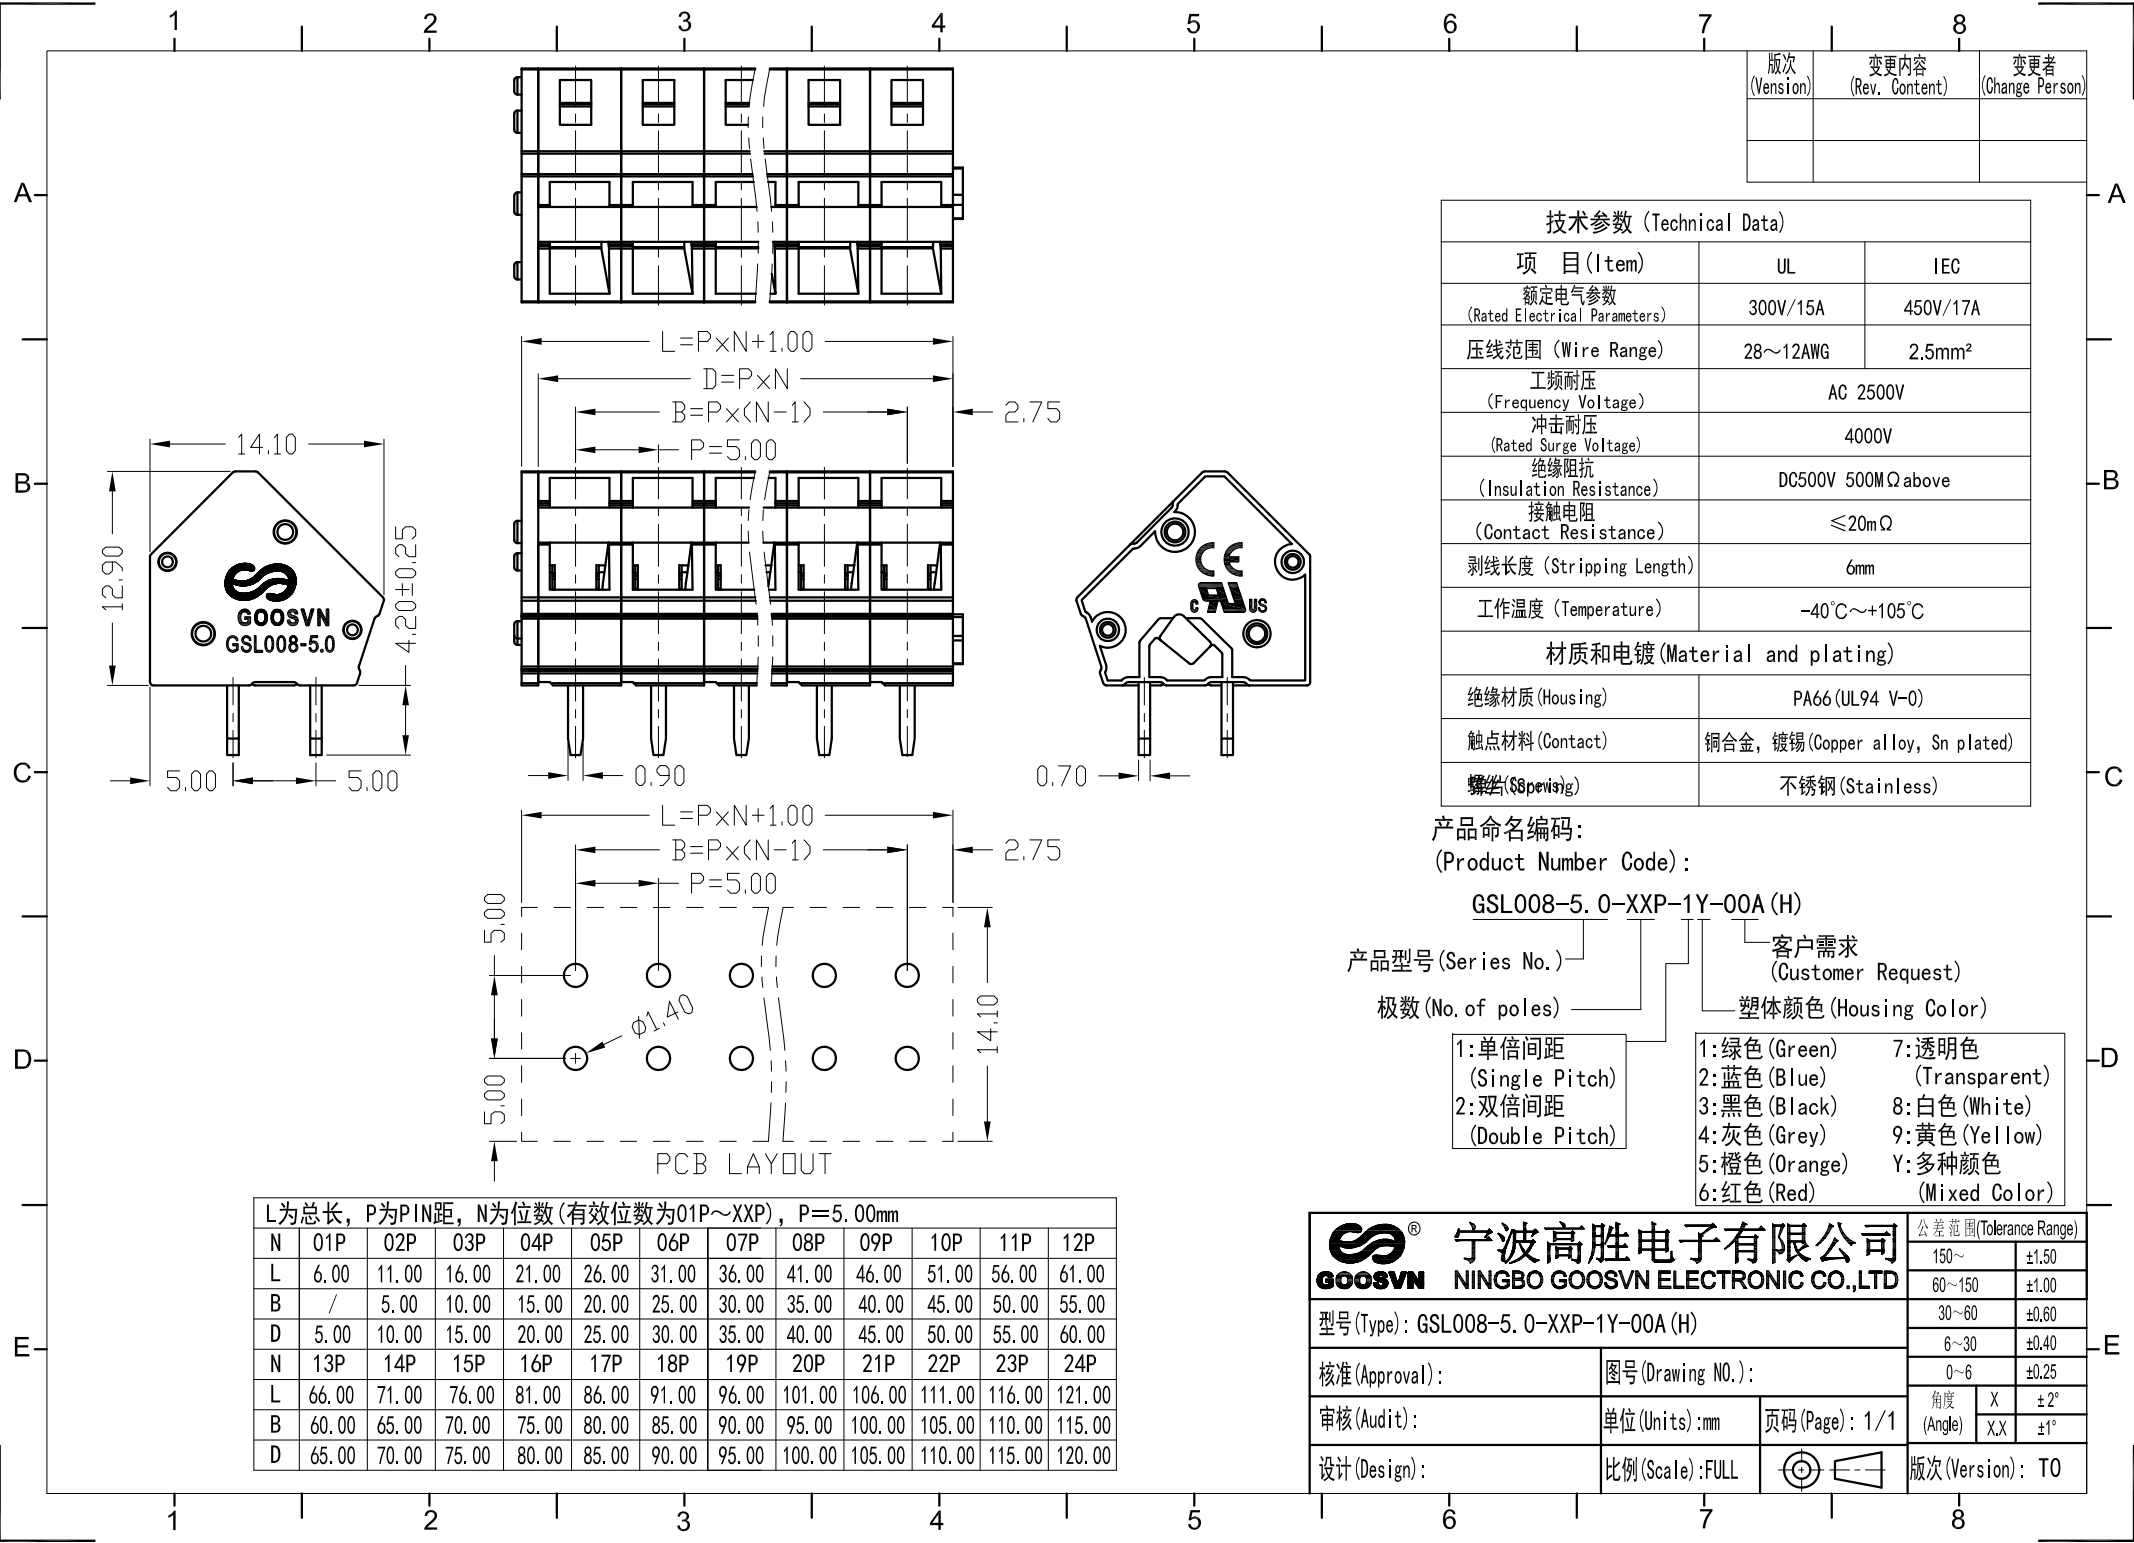 1 2 3 4 5 6 7 8
版次 变更内容 变更者
(Vension) (Rev. Content) (Change Person)
A A
技术参数 (Technical Data)
项 目(Item) UL IEC
额定电气参数
(Rated Electrical Parameters) 300V/15A 450V/17A
压线范围 (Wire Range) 28～12AWG 2.5mm²
工频耐压
(Frequency Voltage) AC 2500V
冲击耐压
(Rated Surge Voltage) 4000V
绝缘阻抗
(Insulation Resistance) DC500V 500MΩabove
接触电阻
(Contact Resistance) ≤20mΩ
剥线长度 (Stripping Length) 6mm
工作温度 (Temperature) -40℃～+105℃
材质和电镀(Material and plating)
绝缘材质(Housing) PA66(UL94 V-0)
触点材料(Contact) 铜合金, 镀锡(Copper alloy, Sn plated)
不锈钢(Stainless)
L=PxN+1.00
D=PxN
B=Px(N-1) 2.75
P=5.00
B B
14.10
12.90
4.20±0.25
GOOSVN
GSL008-5.0
5.00 5.00
CE
c RU US
0.90
0.70
C C
L=PxN+1.00
B=Px(N-1) 2.75
P=5.00
5.00
5.00
Ø1.40
14.10
PCB LAYOUT
产品命名编码:
(Product Number Code):
GSL008-5.0-XXP-1Y-00A(H)
产品型号(Series No.)
客户需求
(Customer Request)
极数(No.of poles)
塑体颜色(Housing Color)
1:单倍间距
(Single Pitch)
2:双倍间距
(Double Pitch)
1:绿色(Green) 7:透明色
2:蓝色(Blue) (Transparent)
3:黑色(Black) 8:白色(White)
4:灰色(Grey) 9:黄色(Yellow)
5:橙色(Orange) Y:多种颜色
6:红色(Red) (Mixed Color)
D D
L为总长, P为PIN距, N为位数(有效位数为01P～XXP), P=5.00mm
N 01P 02P 03P 04P 05P 06P 07P 08P 09P 10P 11P 12P
L 6.00 11.00 16.00 21.00 26.00 31.00 36.00 41.00 46.00 51.00 56.00 61.00
B / 5.00 10.00 15.00 20.00 25.00 30.00 35.00 40.00 45.00 50.00 55.00
D 5.00 10.00 15.00 20.00 25.00 30.00 35.00 40.00 45.00 50.00 55.00 60.00
N 13P 14P 15P 16P 17P 18P 19P 20P 21P 22P 23P 24P
L 66.00 71.00 76.00 81.00 86.00 91.00 96.00 101.00 106.00 111.00 116.00 121.00
B 60.00 65.00 70.00 75.00 80.00 85.00 90.00 95.00 100.00 105.00 110.00 115.00
D 65.00 70.00 75.00 80.00 85.00 90.00 95.00 100.00 105.00 110.00 115.00 120.00
E E
® 宁波高胜电子有限公司
GOOSVN NINGBO GOOSVN ELECTRONIC CO.,LTD
型号(Type): GSL008-5.0-XXP-1Y-00A(H)
核准(Approval): 图号(Drawing NO.):
审核(Audit): 单位(Units):mm 页码(Page): 1/1
设计(Design): 比例(Scale):FULL 版次(Version): T0
公差范围(Tolerance Range)
150～ ±1.50
60～150 ±1.00
30～60 ±0.60
6～30 ±0.40
0～6 ±0.25
角度 X ±2°
(Angle) X.X ±1°
1 2 3 4 5 6 7 8